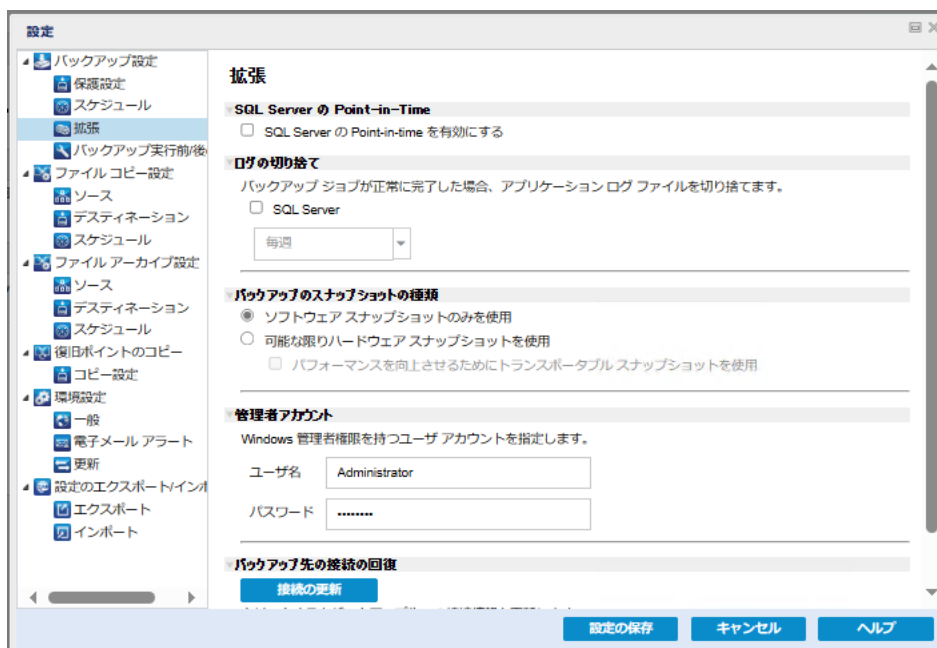 設定
バックアップ設定
保護設定
スケジュール
拡張
バックアップ実行前/後
ファイル コピー設定
ソース
デスティネーション
スケジュール
ファイル アーカイブ設定
ソース
デスティネーション
スケジュール
復旧ポイントのコピー
コピー設定
環境設定
一般
電子メール アラート
更新
設定のエクスポート/インポ
エクスポート
インポート
拡張
SQL Server の Point-in-Time
SQL Server の Point-in-time を有効にする
ログの切り捨て
バックアップ ジョブが正常に完了した場合、アプリケーション ログ ファイルを切り捨てます。
SQL Server
毎週
バックアップのスナップショットの種類
ソフトウェア スナップショットのみを使用
可能な限りハードウェア スナップショットを使用
パフォーマンスを向上させるためにトランスポータブル スナップショットを使用
管理者アカウント
Windows 管理者権限を持つユーザ アカウントを指定します。
ユーザ名 Administrator
パスワード ••••••••
バックアップ先の接続の回復
接続の更新
設定の保存 キャンセル ヘルプ